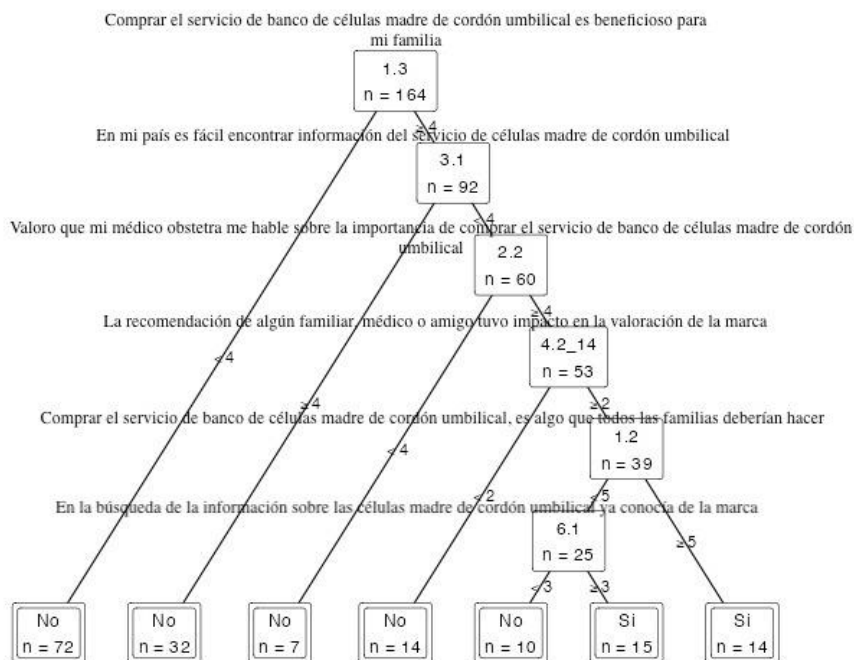 Comprar el servicio de banco de células madre de cordón umbilical es beneficioso para
mi familia
1.3
n = 164
≥4
En mi país es fácil encontrar información del servicio de células madre de cordón umbilical
3.1
n = 92
< 4
Valoro que mi médico obstetra me hable sobre la importancia de comprar el servicio de banco de células madre de cordón
umbilical
2.2
n = 60
≥4
La recomendación de algún familiar, médico o amigo tuvo impacto en la valoración de la marca
4.2_14
n = 53
< 4
≥4
≥2
Comprar el servicio de banco de células madre de cordón umbilical, es algo que todos las familias deberían hacer
1.2
n = 39
< 4
< 2
< 5
En la búsqueda de la información sobre las células madre de cordón umbilical ya conocía de la marca
6.1
n = 25
≥5
< 3
≥3
No
n = 72
No
n = 32
No
n = 7
No
n = 14
No
n = 10
Si
n = 15
Si
n = 14